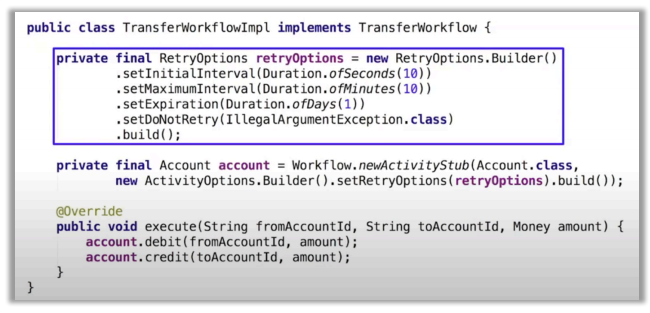 public class TransferWorkflowImpl implements TransferWorkflow {
private final RetryOptions retryOptions = new RetryOptions.Builder()
.setInitialInterval(Duration.ofSeconds(10))
.setMaximumInterval(Duration.ofMinutes(10))
.setExpiration(Duration.ofDays(1))
.setDoNotRetry(IllegalArgumentException.class)
.build();
private final Account account = Workflow.newActivityStub(Account.class,
new ActivityOptions.Builder().setRetryOptions(retryOptions).build());
@Override
public void execute(String fromAccountId, String toAccountId, Money amount) {
account.debit(fromAccountId, amount);
account.credit(toAccountId, amount);
}
}